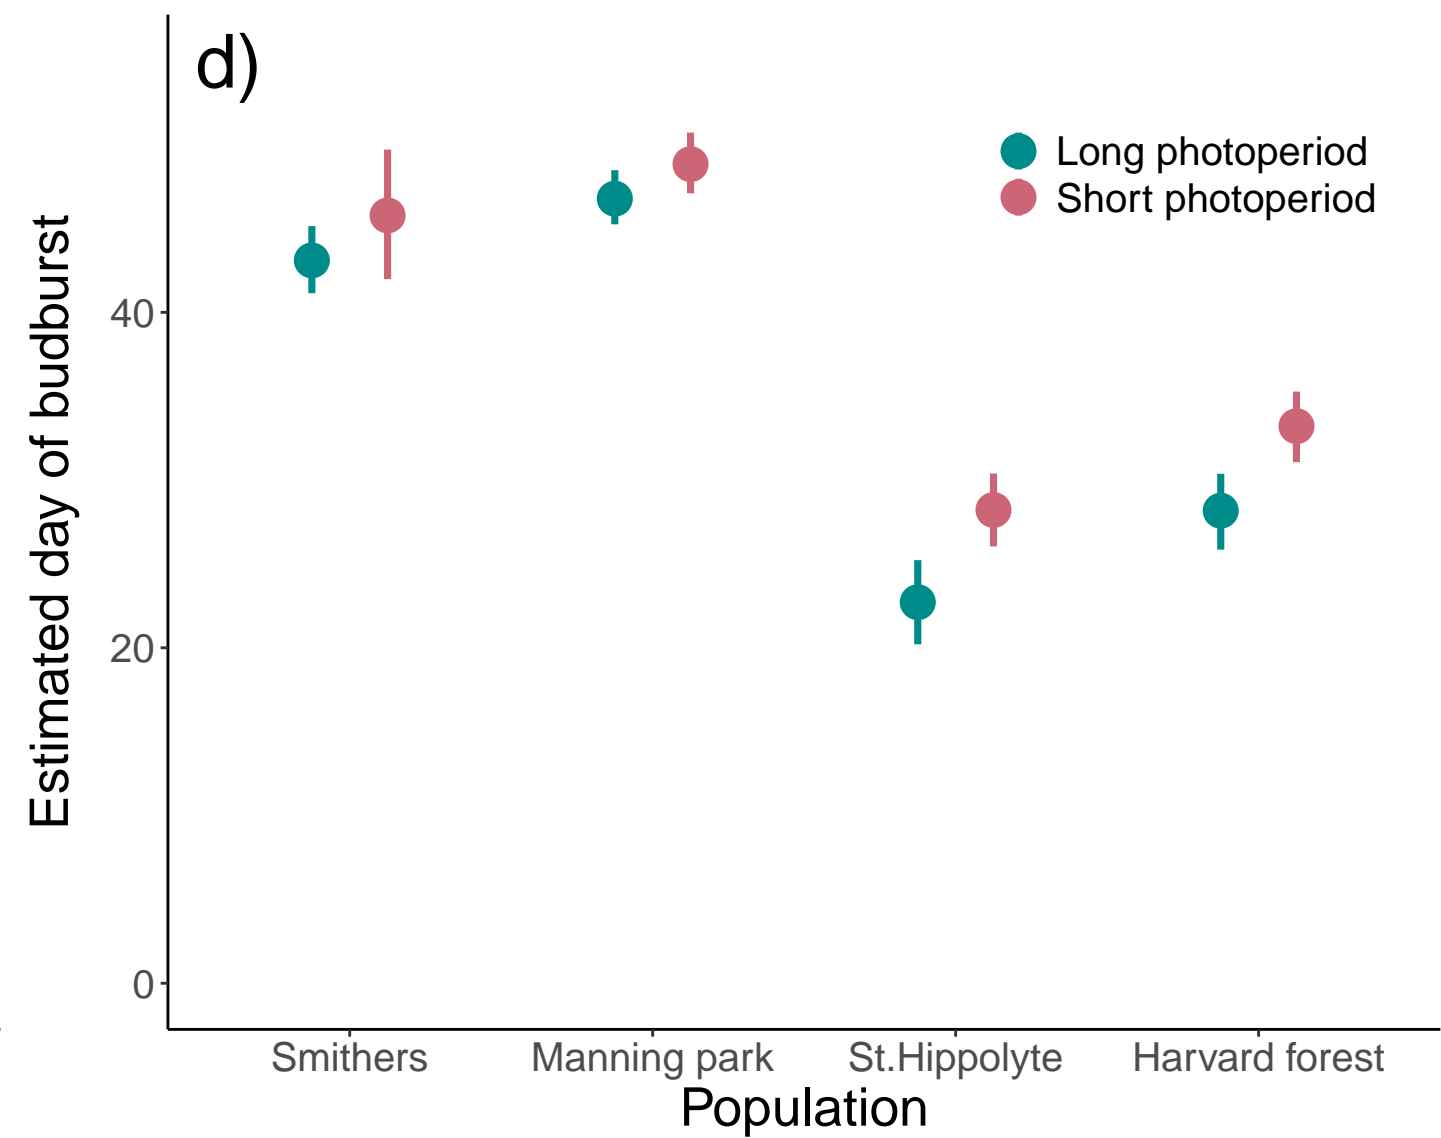 d)
Long photoperiod
Short photoperiod
Estimated day of budburst
40
20
0
Smithers Manning park St.Hippolyte Harvard forest
Population